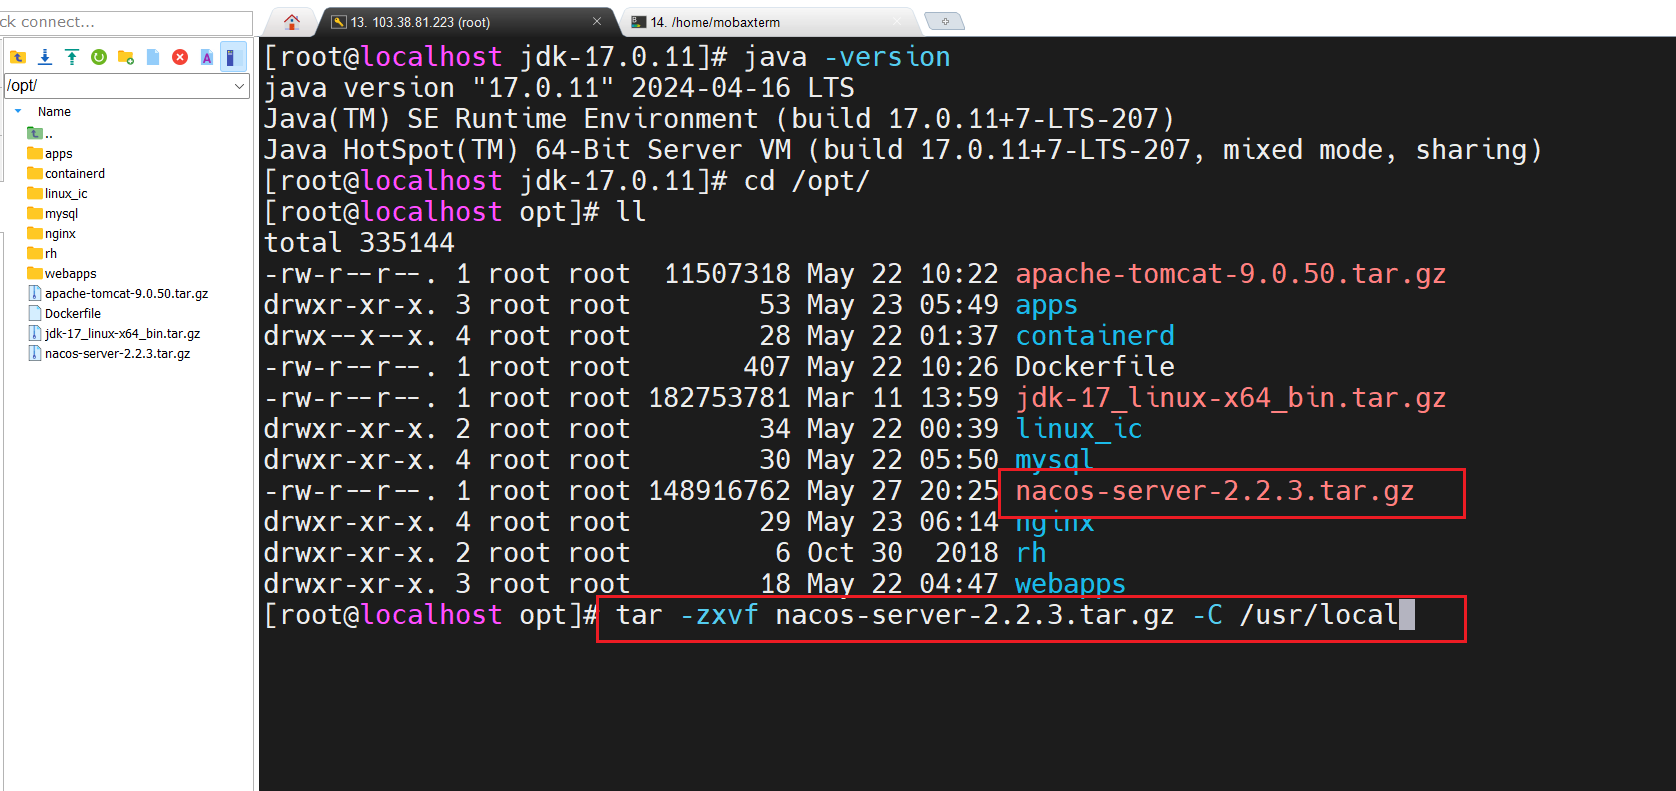 ck connect...
13. 103.38.81.223 (root)
14. /home/mobaxterm
/opt/
Name
..
apps
containerd
linux_ic
mysql
nginx
rh
webapps
apache-tomcat-9.0.50.tar.gz
Dockerfile
jdk-17_linux-x64_bin.tar.gz
nacos-server-2.2.3.tar.gz
[root@localhost jdk-17.0.11]# java -version
java version "17.0.11" 2024-04-16 LTS
Java(TM) SE Runtime Environment (build 17.0.11+7-LTS-207)
Java HotSpot(TM) 64-Bit Server VM (build 17.0.11+7-LTS-207, mixed mode, sharing)
[root@localhost jdk-17.0.11]# cd /opt/
[root@localhost opt]# ll
total 335144
-rw-r--r--. 1 root root  11507318 May 22 10:22 apache-tomcat-9.0.50.tar.gz
drwxr-xr-x. 3 root root        53 May 23 05:49 apps
drwx--x--x. 4 root root        28 May 22 01:37 containerd
-rw-r--r--. 1 root root       407 May 22 10:26 Dockerfile
-rw-r--r--. 1 root root 182753781 Mar 11 13:59 jdk-17_linux-x64_bin.tar.gz
drwxr-xr-x. 2 root root        34 May 22 00:39 linux_ic
drwxr-xr-x. 4 root root        30 May 22 05:50 mysql
-rw-r--r--. 1 root root 148916762 May 27 20:25 nacos-server-2.2.3.tar.gz
drwxr-xr-x. 4 root root        29 May 23 06:14 nginx
drwxr-xr-x. 2 root root         6 Oct 30  2018 rh
drwxr-xr-x. 3 root root        18 May 22 04:47 webapps
[root@localhost opt]# tar -zxvf nacos-server-2.2.3.tar.gz -C /usr/local